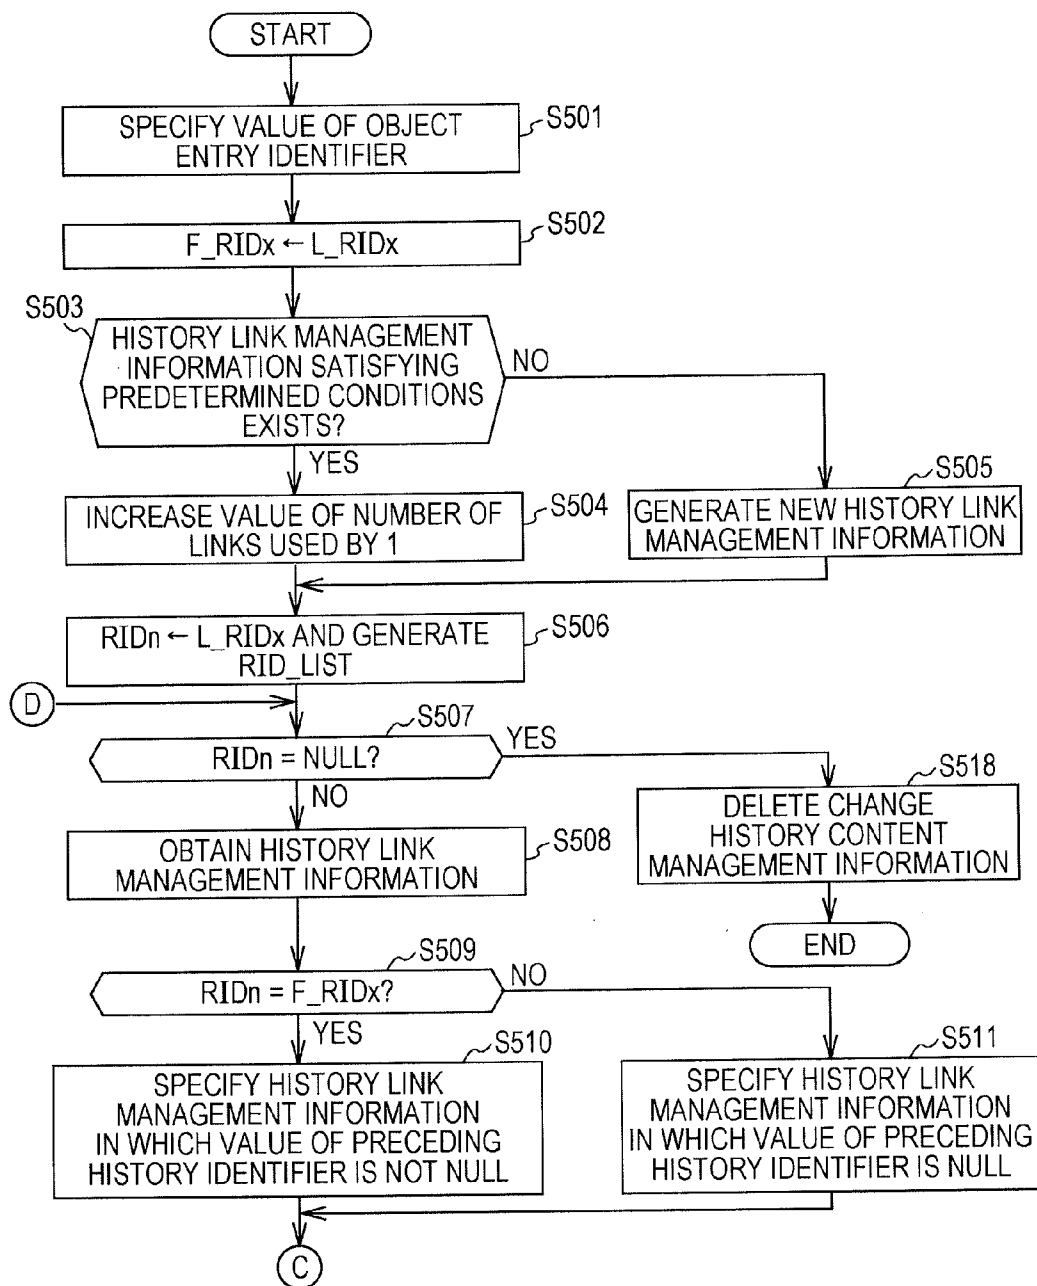 START
SPECIFY VALUE OF OBJECT
ENTRY IDENTIFIER
S501
F_RIDx ← L_RIDx
S502
S503
HISTORY LINK MANAGEMENT
INFORMATION SATISFYING
PREDETERMINED CONDITIONS
EXISTS?
NO
YES
INCREASE VALUE OF NUMBER OF
LINKS USED BY 1
S504
S505
GENERATE NEW HISTORY LINK
MANAGEMENT INFORMATION
RIDn ← L_RIDx AND GENERATE
RID_LIST
S506
D
S507
RIDn = NULL?
YES
NO
S518
DELETE CHANGE
HISTORY CONTENT
MANAGEMENT INFORMATION
OBTAIN HISTORY LINK
MANAGEMENT INFORMATION
S508
END
S509
RIDn = F_RIDx?
NO
YES
S510
SPECIFY HISTORY LINK
MANAGEMENT INFORMATION
IN WHICH VALUE OF PRECEDING
HISTORY IDENTIFIER IS NOT NULL
S511
SPECIFY HISTORY LINK
MANAGEMENT INFORMATION
IN WHICH VALUE OF PRECEDING
HISTORY IDENTIFIER IS NULL
C